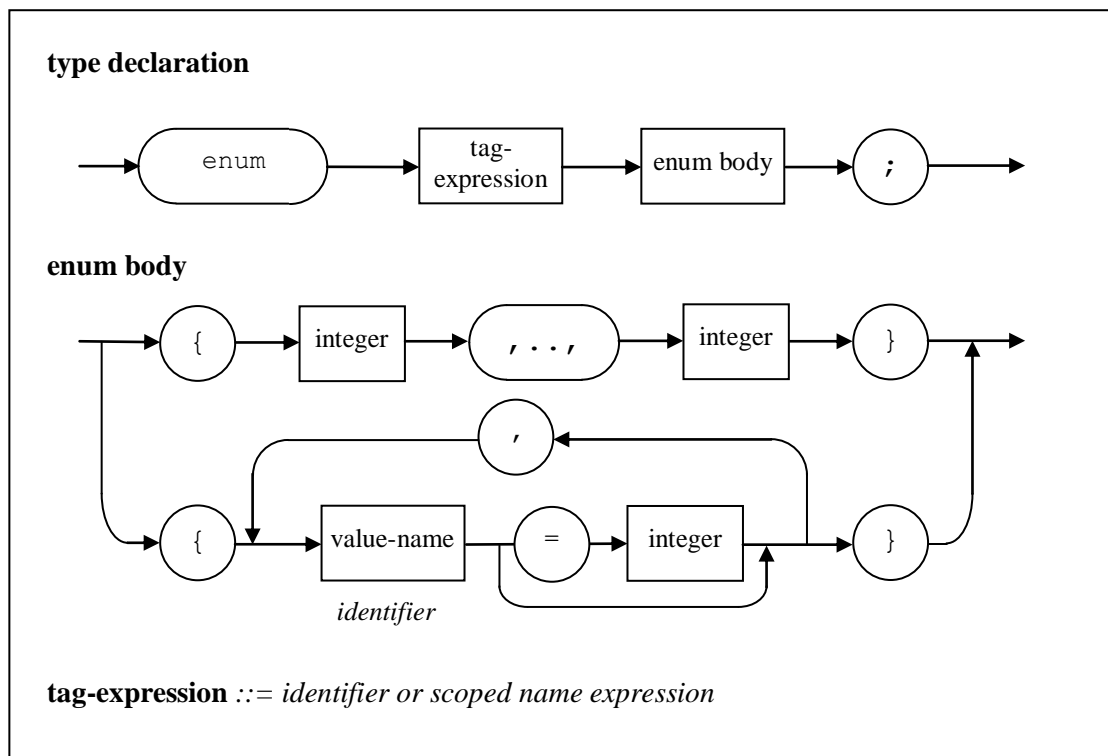 type declaration
enum
tag-
expression
enum body
;
enum body
{
integer
,..,
integer
}
,
{
value-name
=
integer
}
identifier
tag-expression ::= identifier or scoped name expression